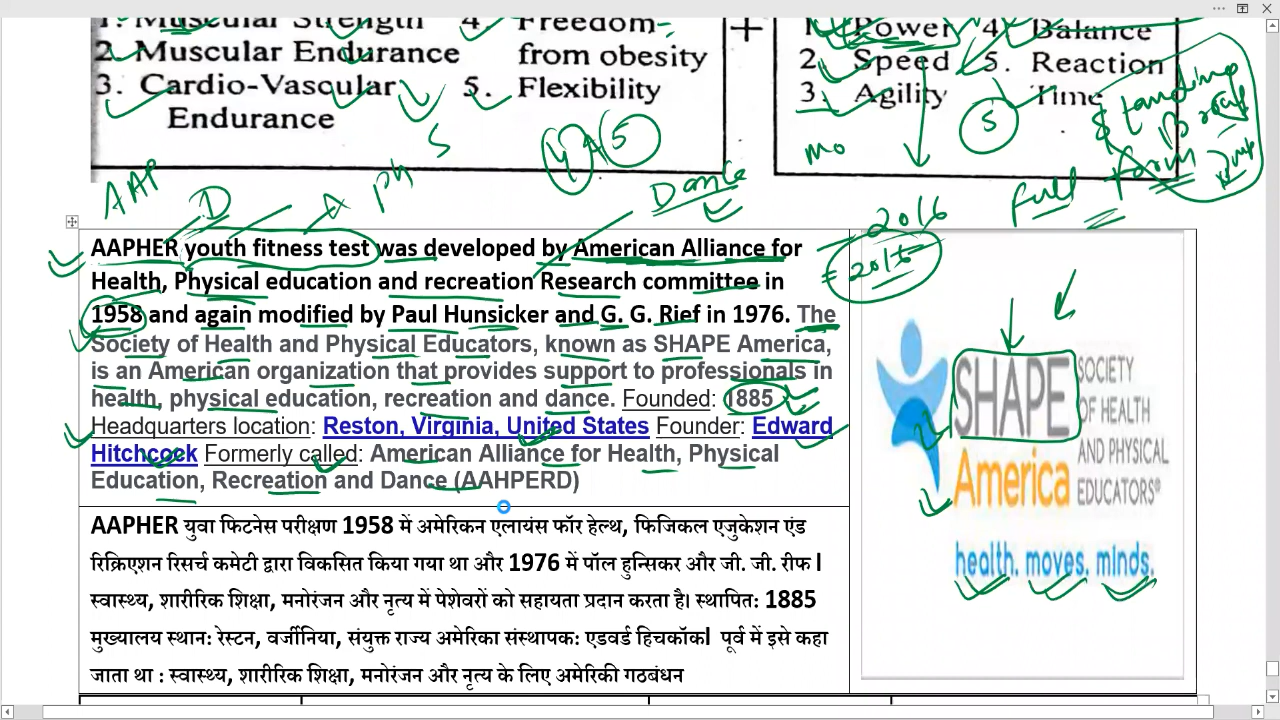 1. Muscular Strength 4. Freedom
2. Muscular Endurance from obesity
3. Cardio-Vascular 5. Flexibility
Endurance
+
1. Power 4. Balance
2. Speed 5. Reaction
3. Agility Time
5
5
AAP
D
A
Ph
Dance
2016
Full form
AAPHER youth fitness test was developed by American Alliance for
Health, Physical education and recreation Research committee in
1958 and again modified by Paul Hunsicker and G. G. Rief in 1976. The
Society of Health and Physical Educators, known as SHAPE America,
is an American organization that provides support to professionals in
health, physical education, recreation and dance. Founded: 1885
Headquarters location: Reston, Virginia, United States Founder: Edward
Hitchcock Formerly called: American Alliance for Health, Physical
Education, Recreation and Dance (AAHPERD)
AAPHER युवा फिटनेस परीक्षण 1958 में अमेरिकन एलायंस फॉर हेल्थ, फिजिकल एजुकेशन एंड
रिक्रिएशन रिसर्च कमेटी द्वारा विकसित किया गया था और 1976 में पॉल हुन्सिकर और जी. जी. रीफ l
स्वास्थ्य, शारीरिक शिक्षा, मनोरंजन और नृत्य में पेशेवरों को सहायता प्रदान करता है। स्थापित: 1885
मुख्यालय स्थान: रेस्टन, वर्जीनिया, संयुक्त राज्य अमेरिका संस्थापक: एडवर्ड हिचकॉकl पूर्व में इसे कहा
जाता था : स्वास्थ्य, शारीरिक शिक्षा, मनोरंजन और नृत्य के लिए अमेरिकी गठबंधन
SHAPE America
SOCIETY
OF HEALTH
AND PHYSICAL
EDUCATORS®
health. moves. minds.